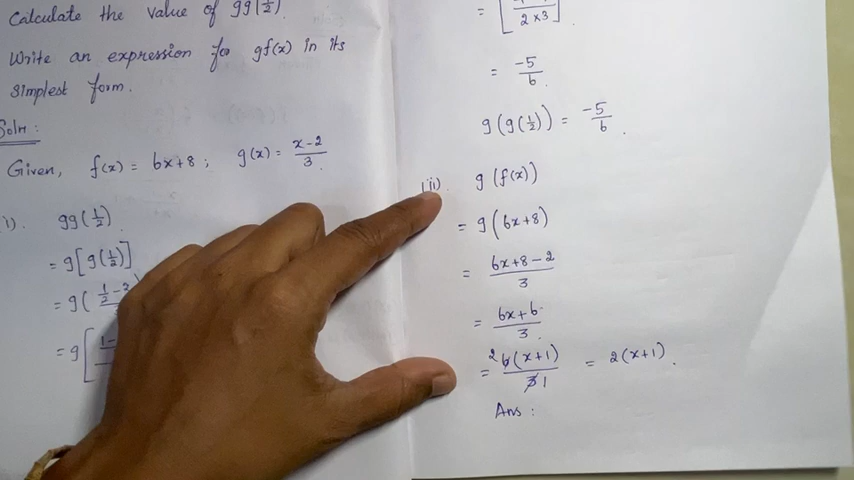 Calculate the value of gg(1/2).
Write an expression for gf(x) in its
simplest form.
Soln:
Given, f(x) = 6x+8; g(x) = (x-2)/3.
i). gg(1/2).
= g[g(1/2)]
= g(
= g[
2×3]
= -5/6.
g(g(1/2)) = -5/6.
(ii). g(f(x))
= g(6x+8)
= (6x+8-2)/3
= (6x+6)/3.
= 2 6(x+1)/3 1 = 2(x+1).
Ans: